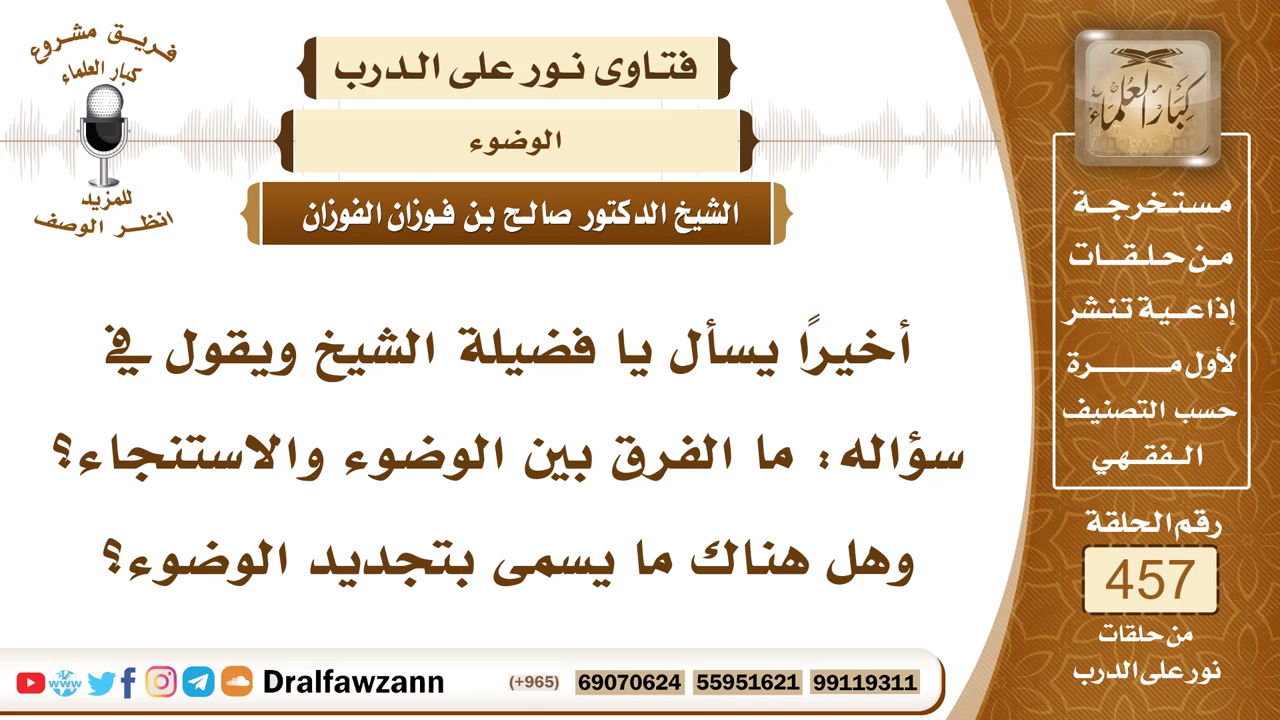 فريق مشروع
كبار العلماء
للمزيد
انظر الوصف
فتاوى نور على الدرب
الوضوء
الشيخ الدكتور صالح بن فوزان الفوزان
أخيراً يسأل يا فضيلة الشيخ ويقول في
سؤاله: ما الفرق بين الوضوء والاستنجاء؟
وهل هناك ما يسمى بتجديد الوضوء؟
كبار العلماء
مستخرجة
من حلقات
إذاعية تنشر
لأول مرة
حسب التصنيف
الفقهي
رقم الحلقة
457
من حلقات
نور على الدرب
www Dralfawzann (+965) 69070624 55951621 99119311